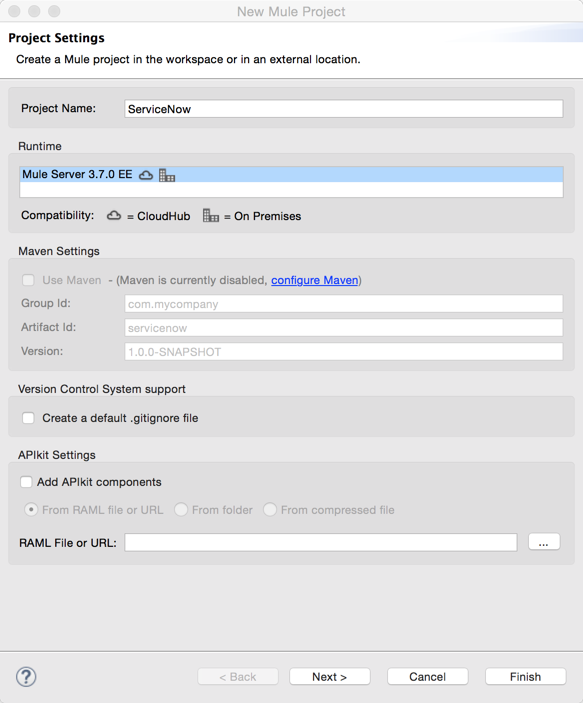 New Mule Project
Project Settings
Create a Mule project in the workspace or in an external location.
Project Name: ServiceNow
Runtime
Mule Server 3.7.0 EE
Compatibility: = CloudHub = On Premises
Maven Settings
Use Maven - (Maven is currently disabled, configure Maven)
Group Id: com.mycompany
Artifact Id: servicenow
Version: 1.0.0-SNAPSHOT
Version Control System support
Create a default .gitignore file
APIkit Settings
Add APIkit components
From RAML file or URL From folder From compressed file
RAML File or URL: ...
? < Back Next > Cancel Finish